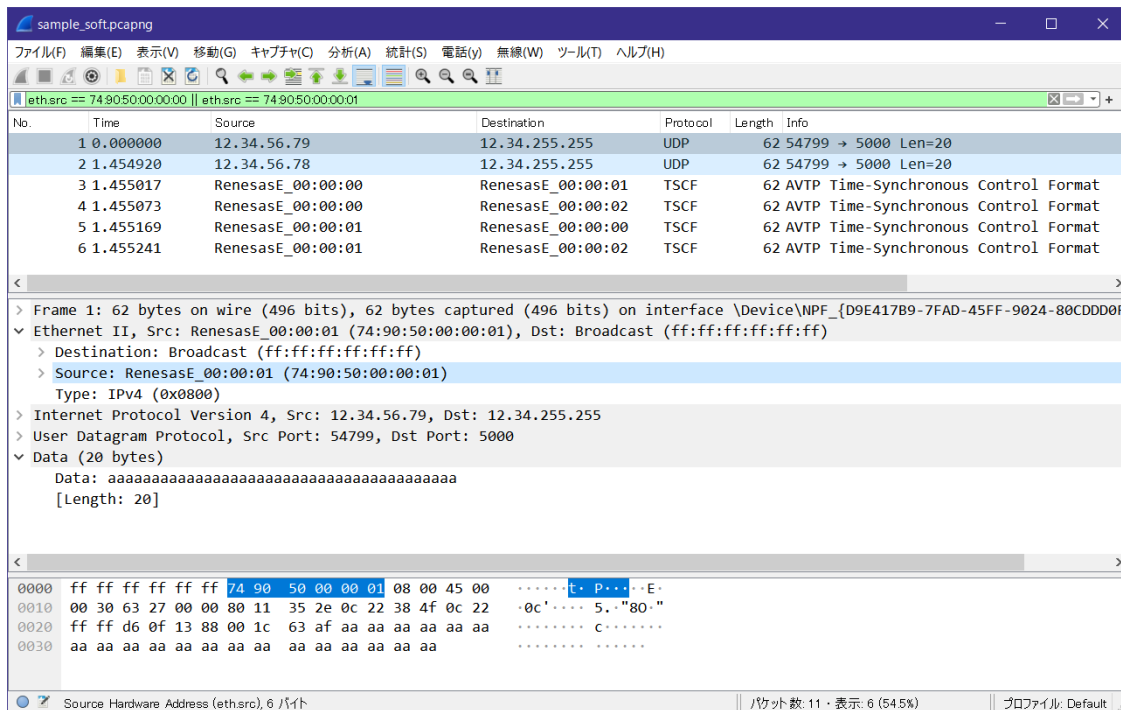 sample_soft.pcapng
ファイル(F) 編集(E) 表示(V) 移動(G) キャプチャ(C) 分析(A) 統計(S) 電話(y) 無線(W) ツール(T) ヘルプ(H)
eth.src == 74:90:50:00:00:00 || eth.src == 74:90:50:00:00:01
No. Time Source Destination Protocol Length Info
1 0.000000 12.34.56.79 12.34.255.255 UDP 62 54799 → 5000 Len=20
2 1.454920 12.34.56.78 12.34.255.255 UDP 62 54799 → 5000 Len=20
3 1.455017 RenesasE_00:00:00 RenesasE_00:00:01 TSCF 62 AVTP Time-Synchronous Control Format
4 1.455073 RenesasE_00:00:00 RenesasE_00:00:02 TSCF 62 AVTP Time-Synchronous Control Format
5 1.455169 RenesasE_00:00:01 RenesasE_00:00:00 TSCF 62 AVTP Time-Synchronous Control Format
6 1.455241 RenesasE_00:00:01 RenesasE_00:00:02 TSCF 62 AVTP Time-Synchronous Control Format
Frame 1: 62 bytes on wire (496 bits), 62 bytes captured (496 bits) on interface \Device\NPF_{D9E417B9-7FAD-45FF-9024-80CDDD0F
Ethernet II, Src: RenesasE_00:00:01 (74:90:50:00:00:01), Dst: Broadcast (ff:ff:ff:ff:ff:ff)
Destination: Broadcast (ff:ff:ff:ff:ff:ff)
Source: RenesasE_00:00:01 (74:90:50:00:00:01)
Type: IPv4 (0x0800)
Internet Protocol Version 4, Src: 12.34.56.79, Dst: 12.34.255.255
User Datagram Protocol, Src Port: 54799, Dst Port: 5000
Data (20 bytes)
Data: aaaaaaaaaaaaaaaaaaaaaaaaaaaaaaaaaaaaaaaa
[Length: 20]
0000 ff ff ff ff ff ff 74 90 50 00 00 01 08 00 45 00 ······t· P·····E·
0010 00 30 63 27 00 00 80 11 35 2e 0c 22 38 4f 0c 22 ·0c'···· 5.·"8O·"
0020 ff ff d6 0f 13 88 00 1c 63 af aa aa aa aa aa aa ········ c·······
0030 aa aa aa aa aa aa aa aa aa aa aa aa aa aa ········ ······
Source Hardware Address (eth.src), 6 バイト パケット数: 11 · 表示: 6 (54.5%) プロファイル: Default